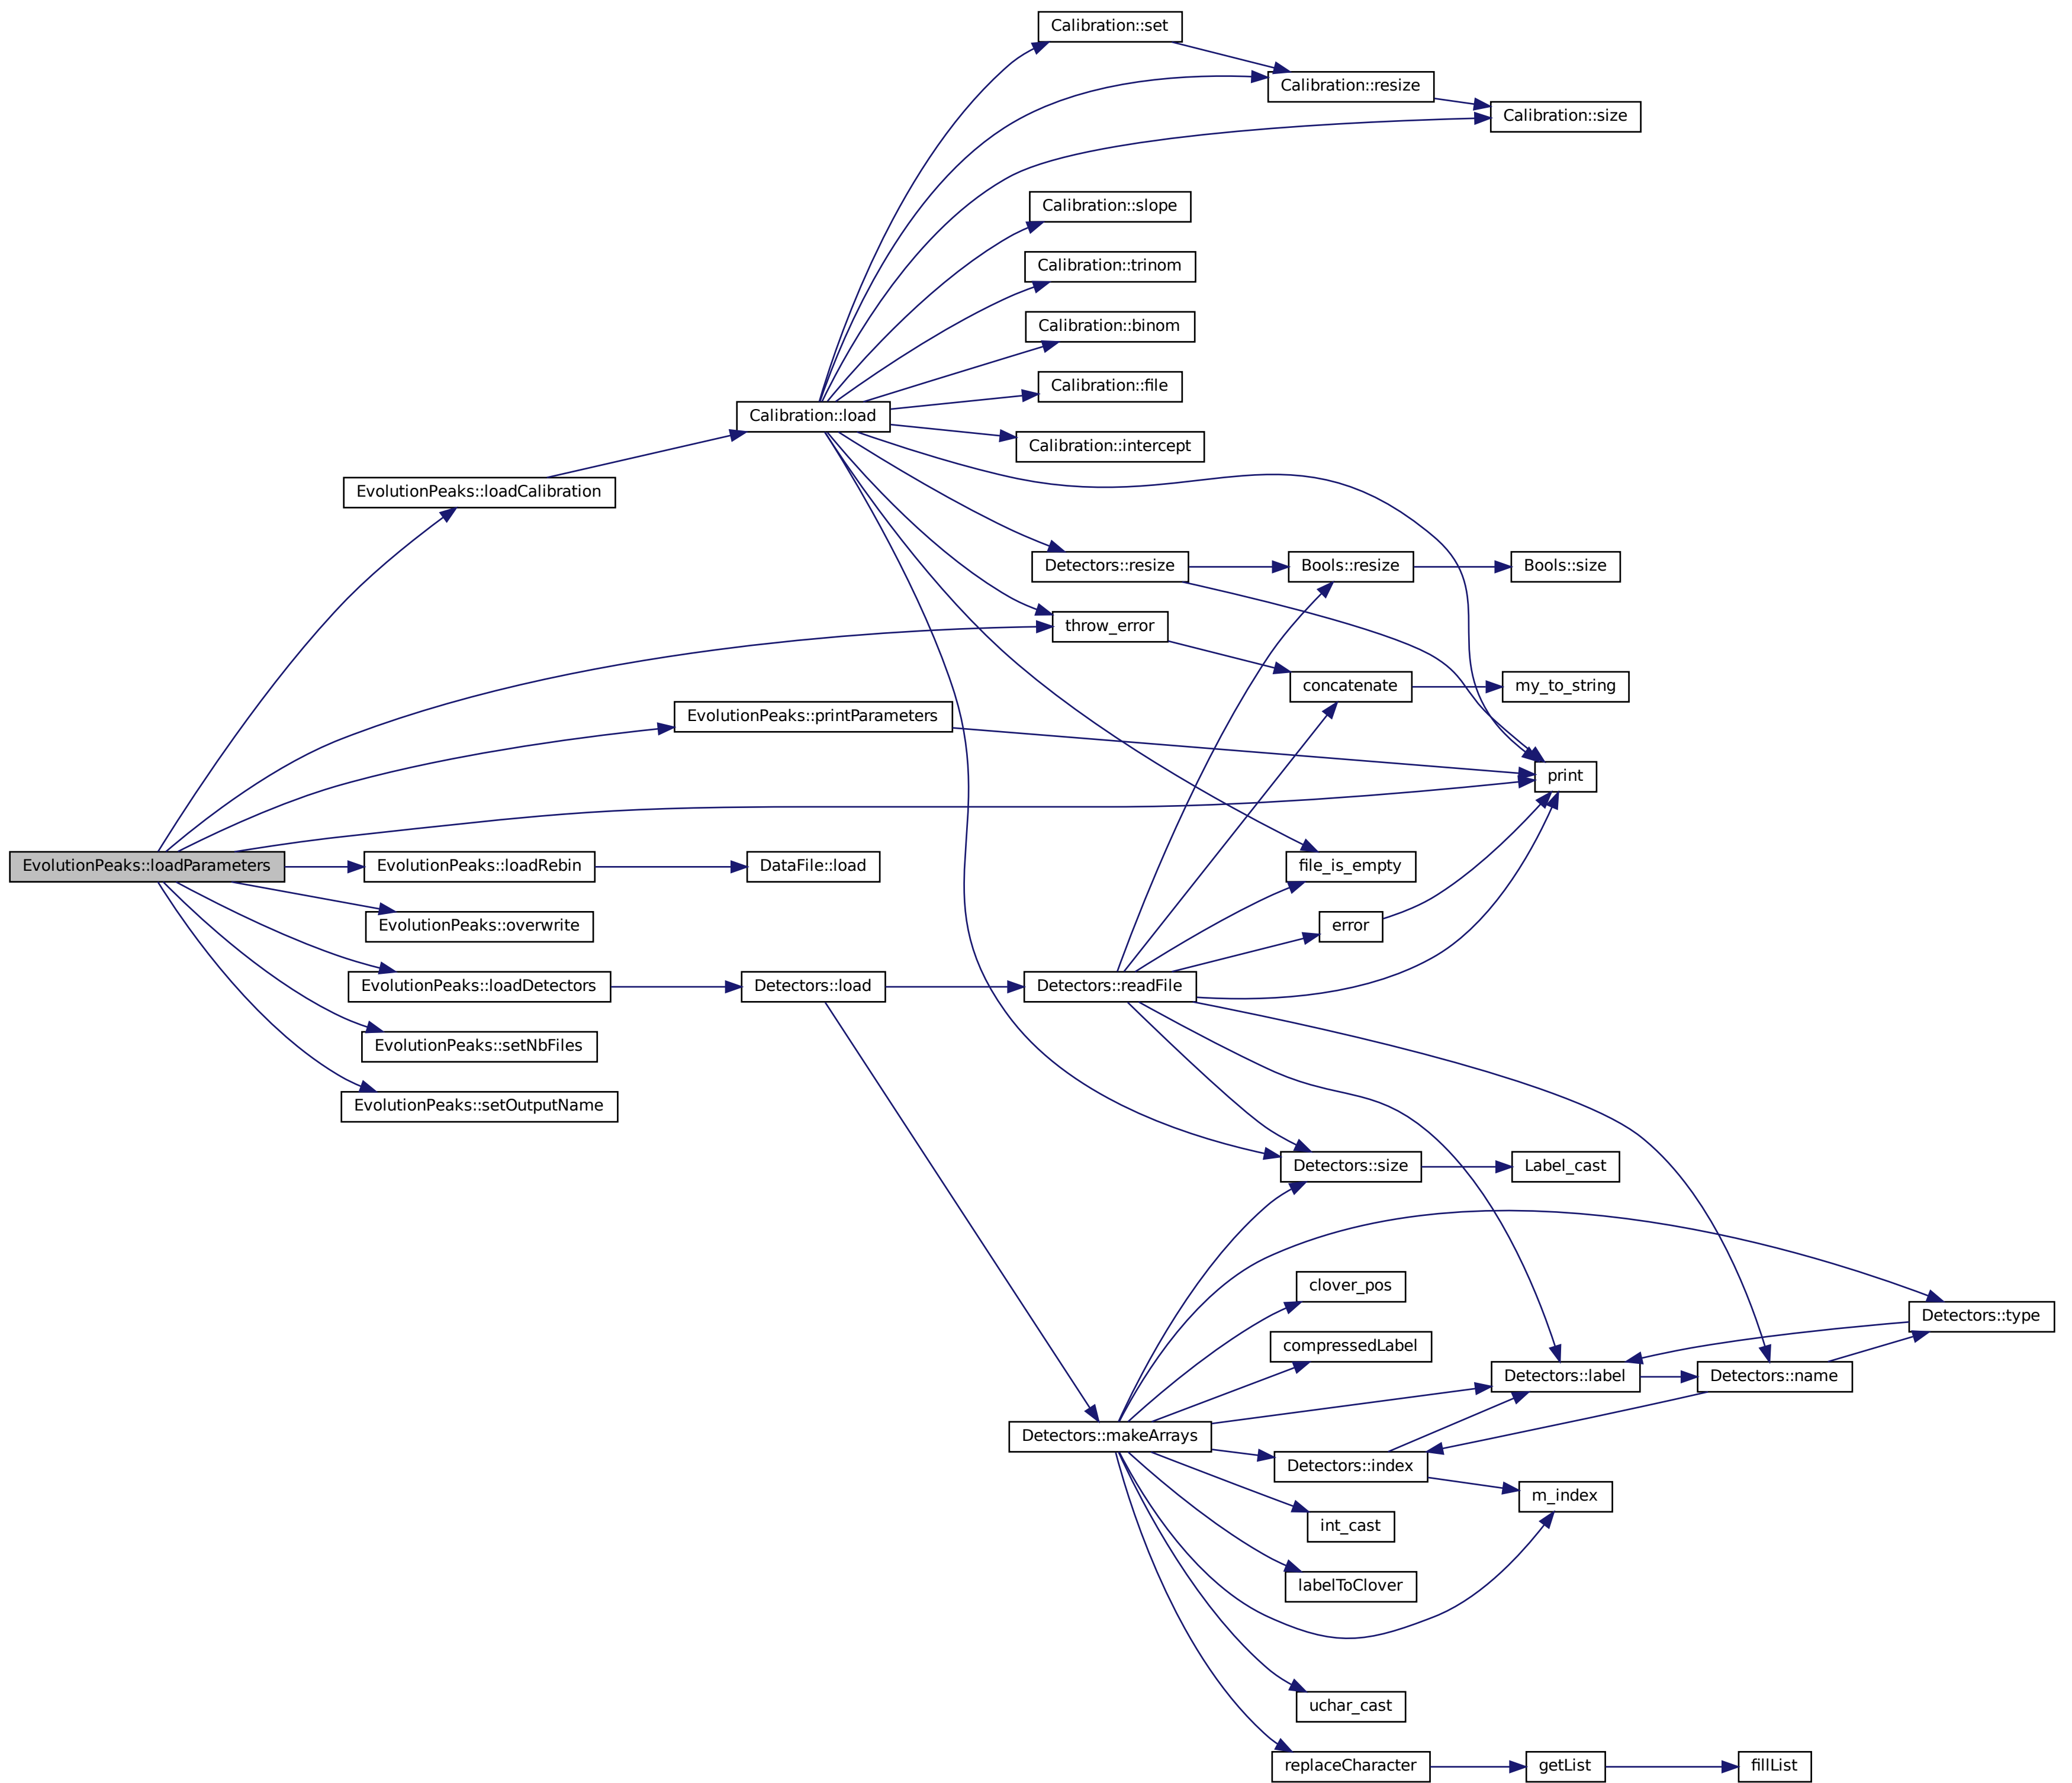 Calibration::set
Calibration::resize
Calibration::size
Calibration::slope
Calibration::trinom
Calibration::binom
Calibration::file
Calibration::load
Calibration::intercept
EvolutionPeaks::loadCalibration
Detectors::resize
Bools::resize
Bools::size
throw_error
concatenate
my_to_string
EvolutionPeaks::printParameters
print
EvolutionPeaks::loadParameters
EvolutionPeaks::loadRebin
DataFile::load
file_is_empty
EvolutionPeaks::overwrite
error
EvolutionPeaks::loadDetectors
Detectors::load
Detectors::readFile
EvolutionPeaks::setNbFiles
EvolutionPeaks::setOutputName
Detectors::size
Label_cast
clover_pos
Detectors::type
compressedLabel
Detectors::label
Detectors::name
Detectors::makeArrays
Detectors::index
m_index
int_cast
labelToClover
uchar_cast
replaceCharacter
getList
fillList